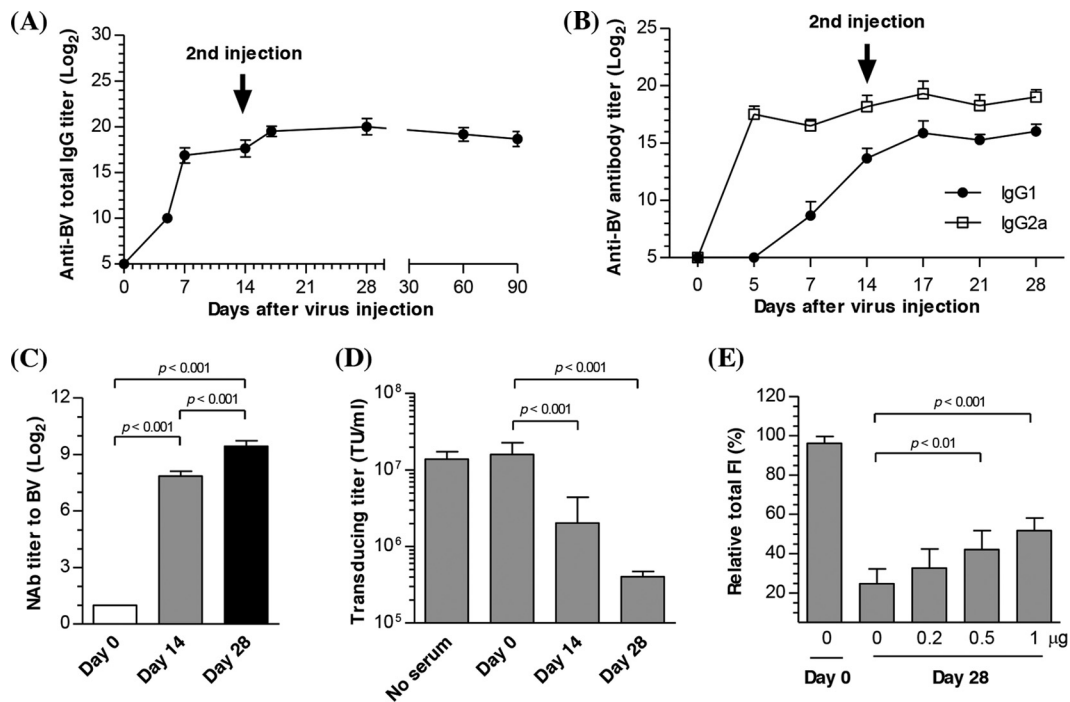 (A)
Anti-BV total IgG titer (Log2)
30
25
20
15
10
5
2nd injection
0 7 14 21 28 30 60 90
Days after virus injection
(B)
Anti-BV antibody titer (Log2)
25
20
15
10
5
2nd injection
IgG1
IgG2a
0 5 7 14 17 21 28
Days after virus injection
(C)
NAb titer to BV (Log2)
12
9
6
3
0
p < 0.001
p < 0.001
p < 0.001
Day 0 Day 14 Day 28
(D)
Transducing titer (TU/ml)
10^8
10^7
10^6
10^5
p < 0.001
p < 0.001
No serum Day 0 Day 14 Day 28
(E)
Relative total FI (%)
120
100
80
60
40
20
p < 0.001
p < 0.01
0 0 0.2 0.5 1 μg
Day 0 Day 28